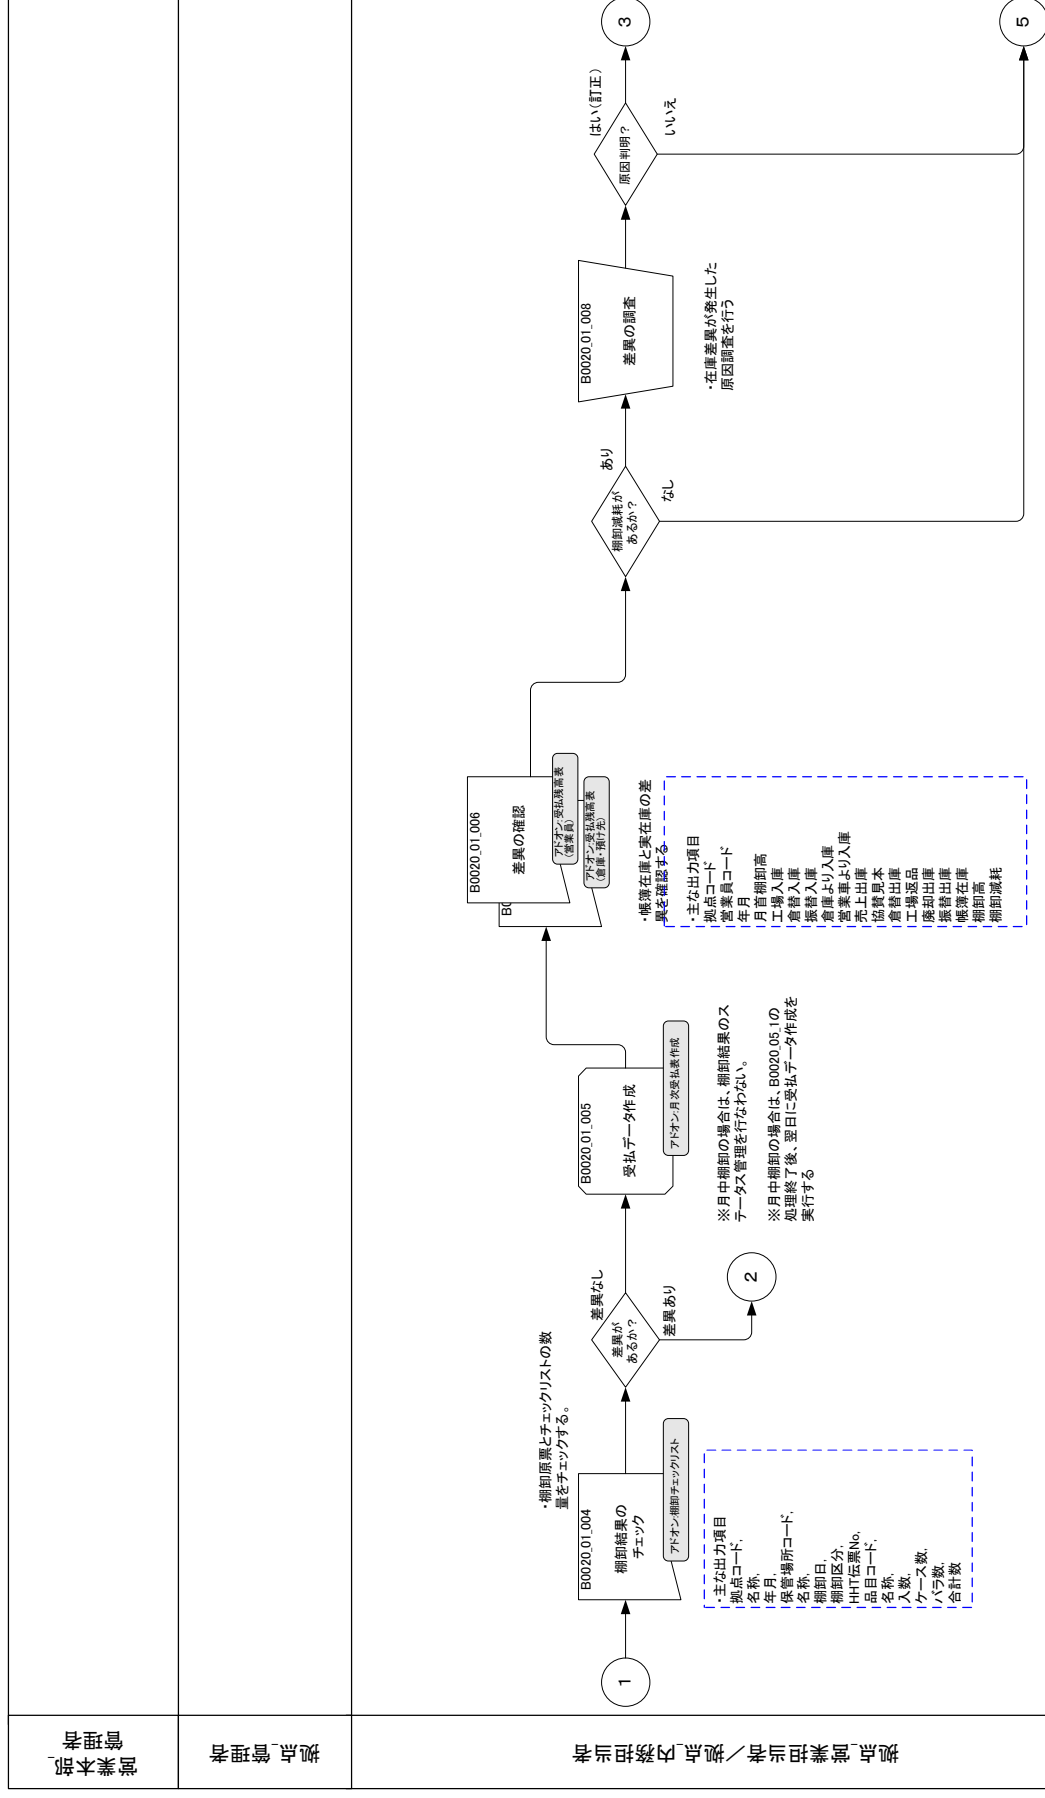 営業本部_
管理者
拠点_管理者
拠点_営業担当者／拠点_内務担当者
1
B0020_01_004
棚卸結果の
チェック
アドオン:棚卸チェックリスト
・棚卸原票とチェックリストの数
量をチェックする。
・主な出力項目
拠点コード,
名称,
年月,
保管場所コード,
名称,
棚卸日,
棚卸区分,
HHT伝票No,
品目コード,
名称,
入数,
ケース数,
バラ数,
合計数
差異が
あるか？
差異なし
差異あり
2
B0020_01_005
受払データ作成
アドオン:月次受払表作成
※月中棚卸の場合は、棚卸結果のス
テータス管理を行なわない。
※月中棚卸の場合は、B0020_05_1の
処理終了後、翌日に受払データ作成を
実行する
B0020_01_006
差異の確認
B0
アドオン:受払残高表
（営業員）
アドオン:受払残高表
（倉庫・預け先）
・帳簿在庫と実在庫の差
異を確認する
・主な出力項目
拠点コード
営業員コード
年月
月首棚卸高
工場入庫
倉替入庫
振替入庫
倉庫より入庫
営業車より入庫
売上出庫
協賛見本
倉替出庫
工場返品
廃却出庫
振替出庫
帳簿在庫
棚卸高
棚卸減耗
棚卸減耗が
あるか？
あり
なし
B0020_01_008
差異の調査
・在庫差異が発生した
原因調査を行う
原因判明？
はい（訂正）
いいえ
3
5